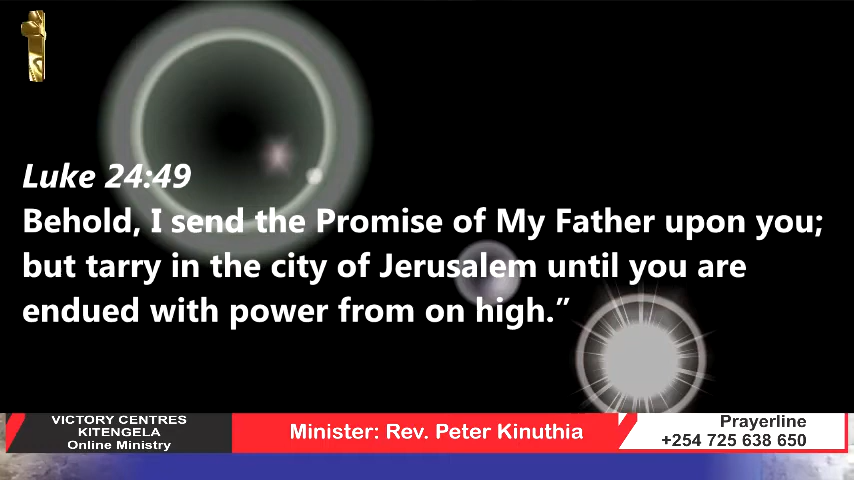 Luke 24:49
Behold, I send the Promise of My Father upon you;
but tarry in the city of Jerusalem until you are
endued with power from on high.”
VICTORY CENTRES
KITENGELA
Online Ministry
Minister: Rev. Peter Kinuthia
Prayerline
+254 725 638 650